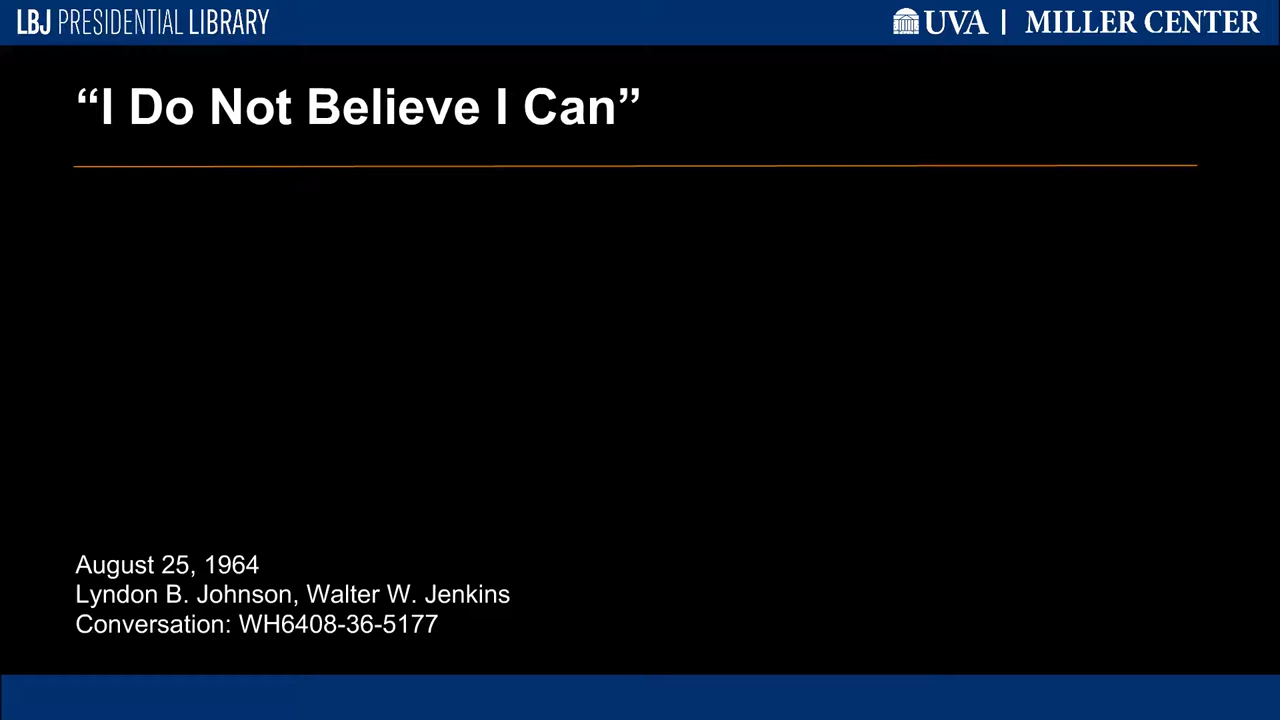 LBJ PRESIDENTIAL LIBRARY
UVA | MILLER CENTER
“I Do Not Believe I Can”
August 25, 1964
Lyndon B. Johnson, Walter W. Jenkins
Conversation: WH6408-36-5177